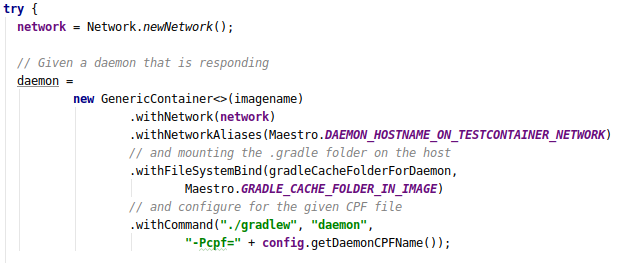 try {
network = Network.newNetwork();
// Given a daemon that is responding
daemon =
new GenericContainer<>(imagename)
.withNetwork(network)
.withNetworkAliases(Maestro.DAEMON_HOSTNAME_ON_TESTCONTAINER_NETWORK)
// and mounting the .gradle folder on the host
.withFileSystemBind(gradleCacheFolderForDaemon,
Maestro.GRADLE_CACHE_FOLDER_IN_IMAGE)
// and configure for the given CPF file
.withCommand("./gradlew", "daemon",
"-Pcpf=" + config.getDaemonCPFName());